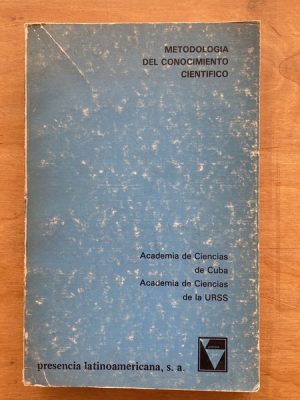 METODOLOGIA
DEL CONOCIMIENTO
CIENTIFICO
Academia de Ciencias
de Cuba
Academia de Ciencias
de la URSS
presencia latinoamericana, s. a.